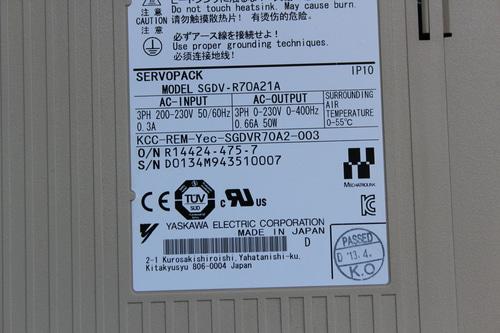 注意
Do not touch heatsink. May cause burn.
CAUTION 请勿触摸散热片！有烫伤的危险。
注意
必ずアース線を接続せよ！
Use proper grounding techniques.
必须连接地线！
SERVOPACK IP10
MODEL SGDV-R70A21A
AC-INPUT AC-OUTPUT SURROUNDING
3PH 200-230V 50/60Hz 3PH 0-230V 0-400Hz AIR
0.3A 0.66A 50W TEMPERATURE
0-55℃
KCC-REM-Yec-SGDVR70A2-003
O/N R14424-475-7
S/N D0134M943510007
MECHATROLINK
CE TÜV SÜD c RU US KC
YASKAWA ELECTRIC CORPORATION
MADE IN JAPAN D
PASSED
D '13.4.
K.O
2-1 Kurosakishiroishi, Yahatanishi-ku,
Kitakyusyu 806-0004 Japan